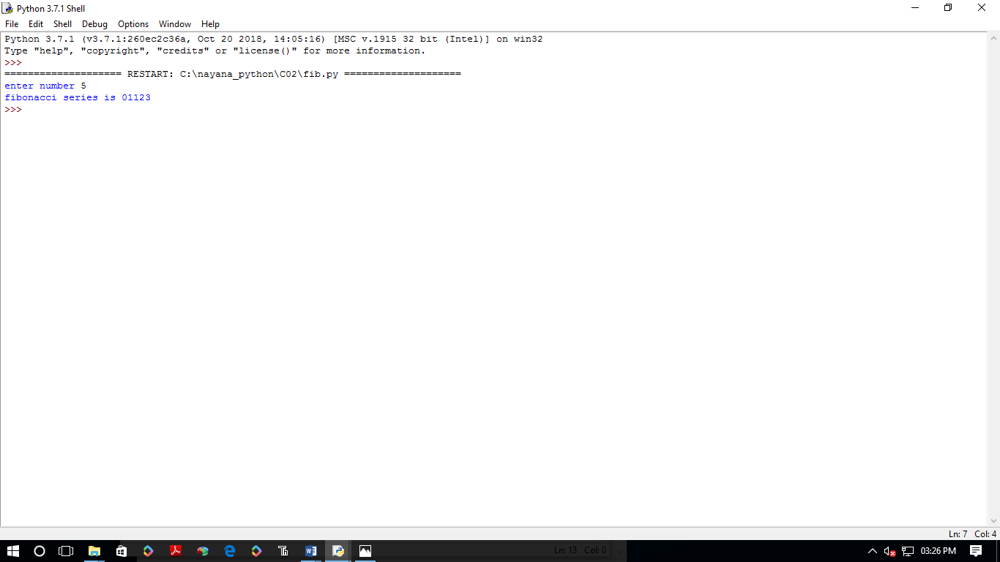 Python 3.7.1 Shell
File Edit Shell Debug Options Window Help
Python 3.7.1 (v3.7.1:260ec2c36a, Oct 20 2018, 14:05:16) [MSC v.1915 32 bit (Intel)] on win32
Type "help", "copyright", "credits" or "license()" for more information.
>>>
==================== RESTART: C:\nayana_python\C02\fib.py ====================
enter number 5
fibonacci series is 01123
>>>
Ln: 7 Col: 4
Ln: 13 Col: 0
03:26 PM